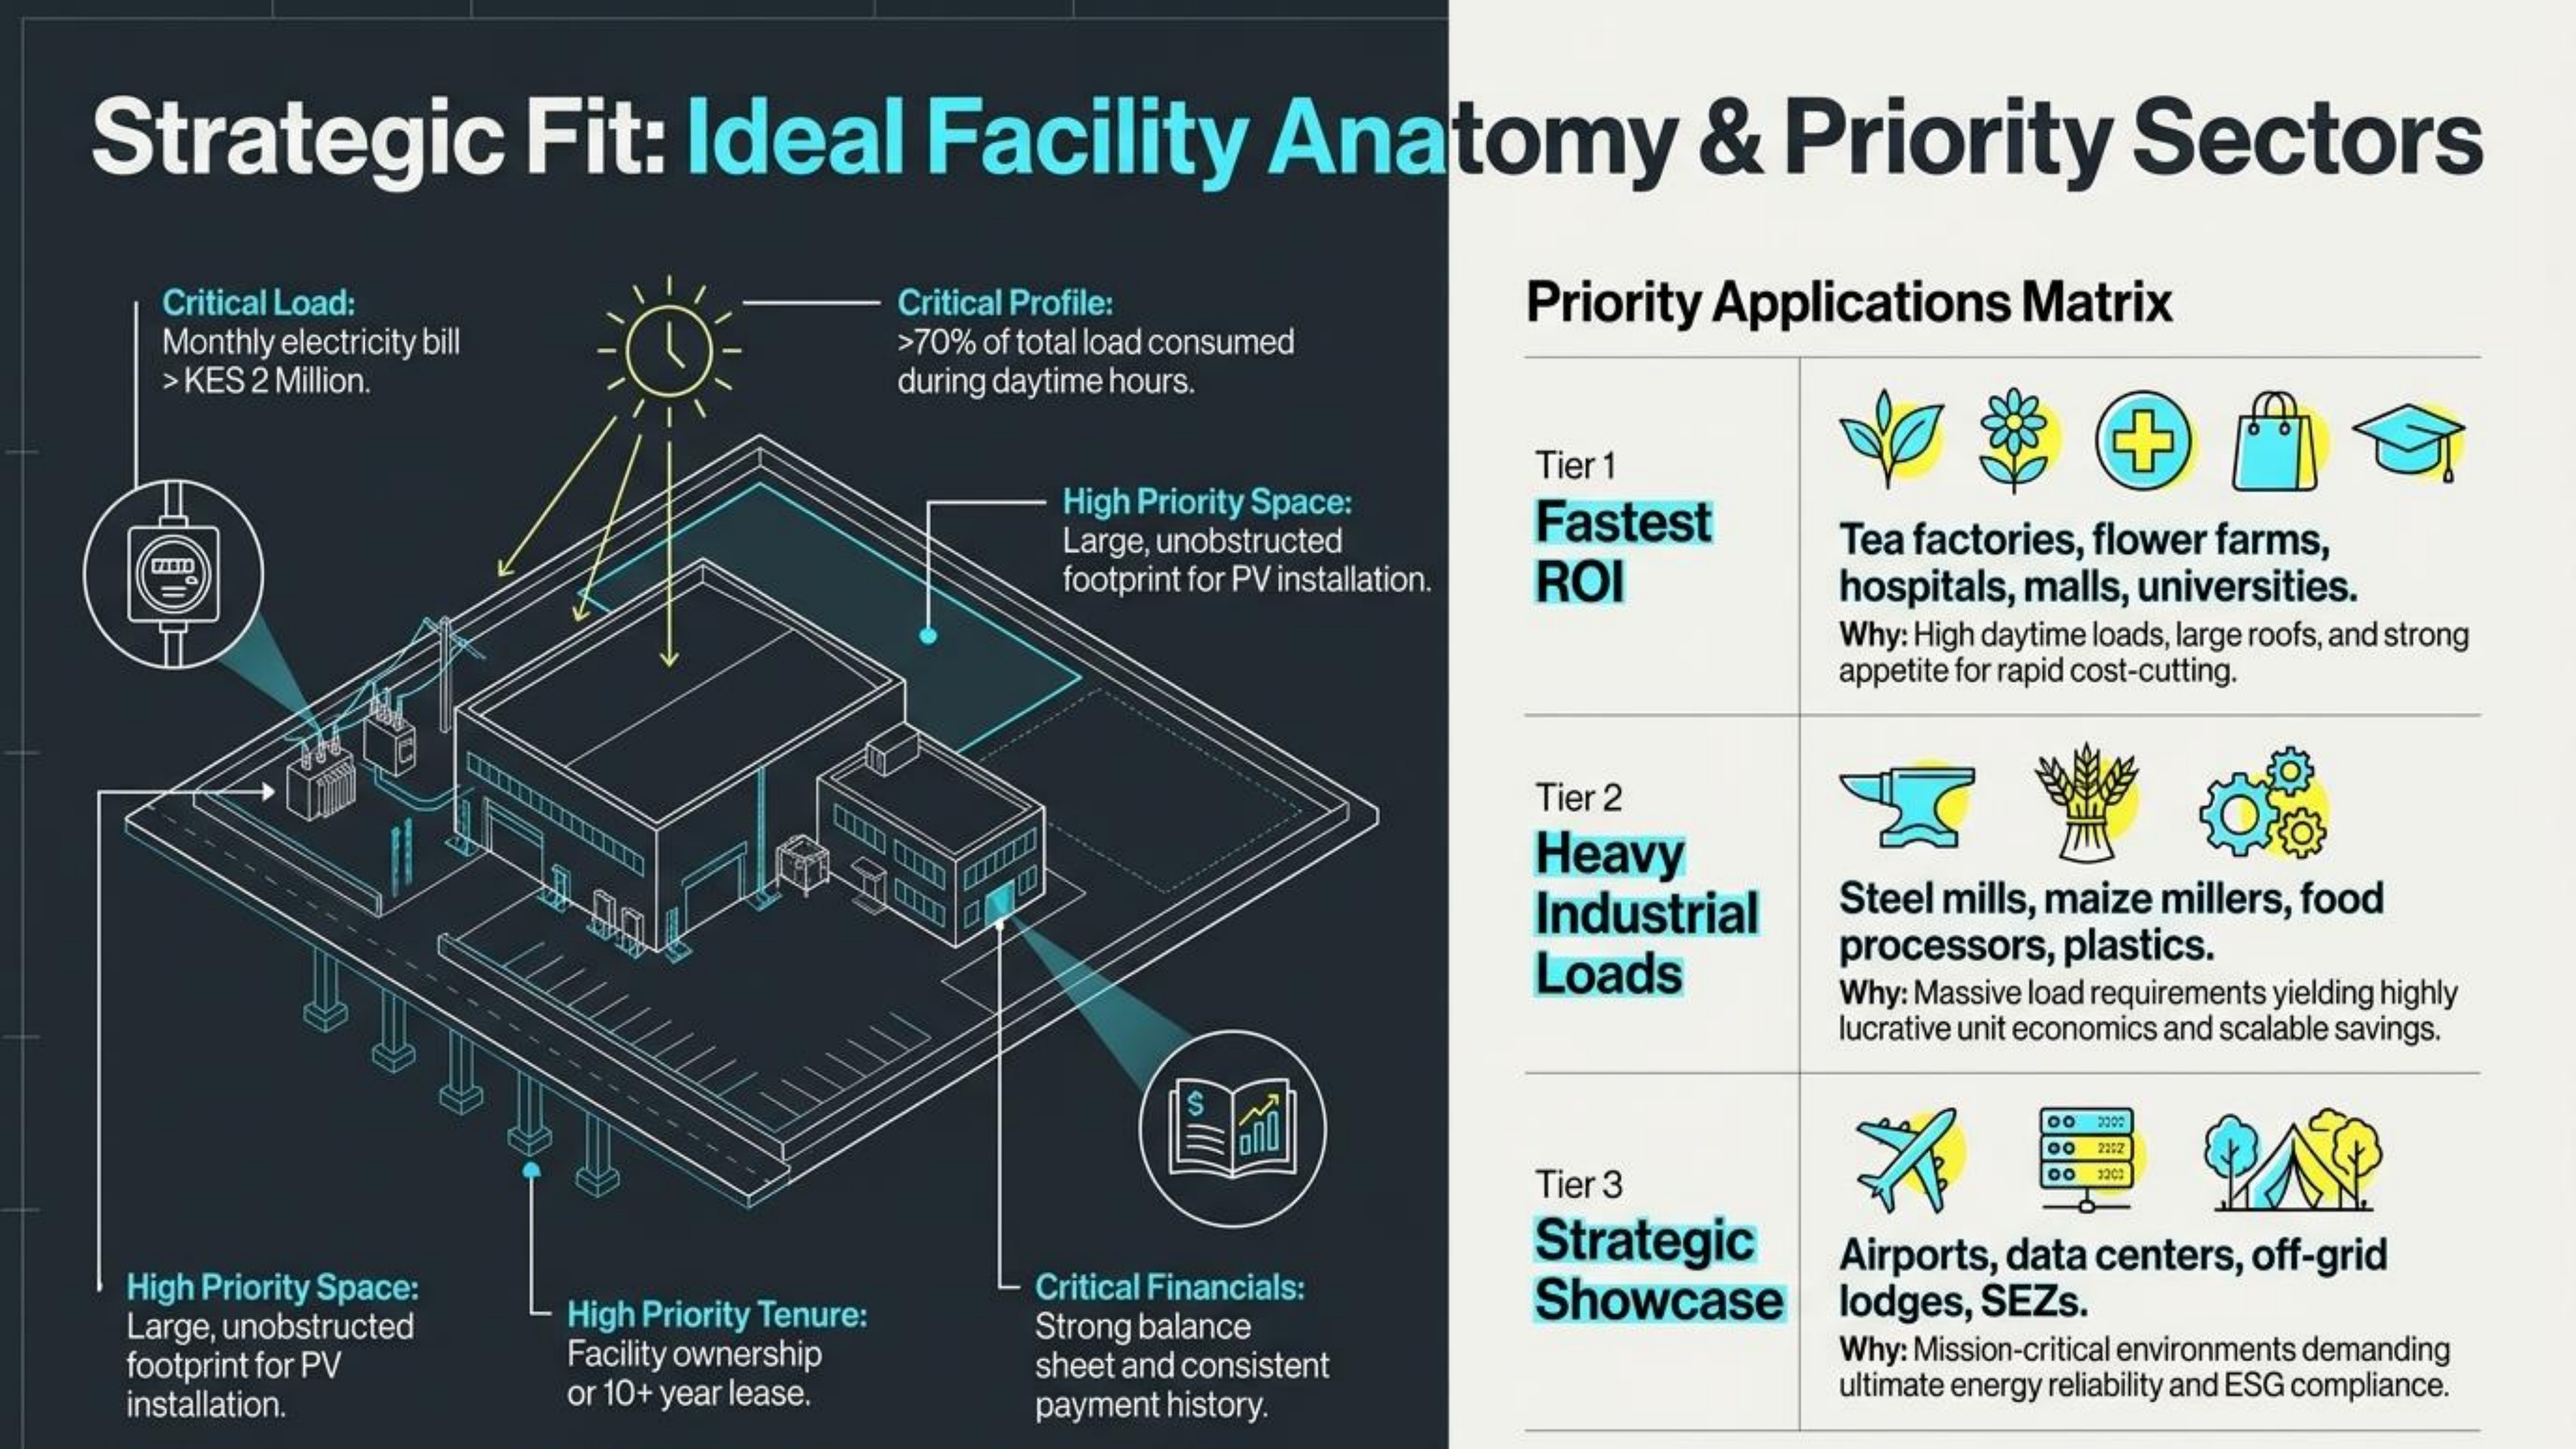 Strategic Fit: Ideal Facility Anatomy & Priority Sectors
Critical Load:
Monthly electricity bill
> KES 2 Million.
Critical Profile:
>70% of total load consumed
during daytime hours.
High Priority Space:
Large, unobstructed
footprint for PV installation.
High Priority Space:
Large, unobstructed
footprint for PV
installation.
High Priority Tenure:
Facility ownership
or 10+ year lease.
Critical Financials:
Strong balance
sheet and consistent
payment history.
$
Priority Applications Matrix
Tier 1
Fastest
ROI
Tea factories, flower farms,
hospitals, malls, universities.
Why: High daytime loads, large roofs, and strong
appetite for rapid cost-cutting.
Tier 2
Heavy
Industrial
Loads
Steel mills, maize millers, food
processors, plastics.
Why: Massive load requirements yielding highly
lucrative unit economics and scalable savings.
Tier 3
Strategic
Showcase
Airports, data centers, off-grid
lodges, SEZs.
Why: Mission-critical environments demanding
ultimate energy reliability and ESG compliance.